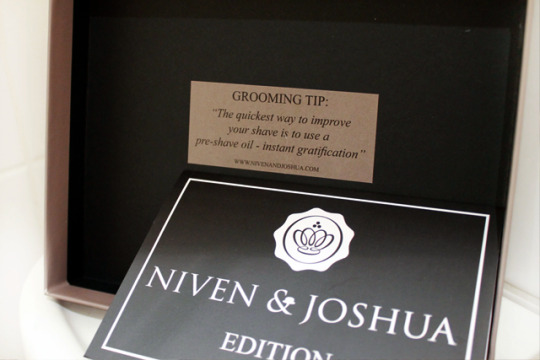 GROOMING TIP:
"The quickest way to improve
your shave is to use a
pre-shave oil - instant gratification"
WWW.NIVENANDJOSHUA.COM
NIVEN & JOSHUA
EDITION